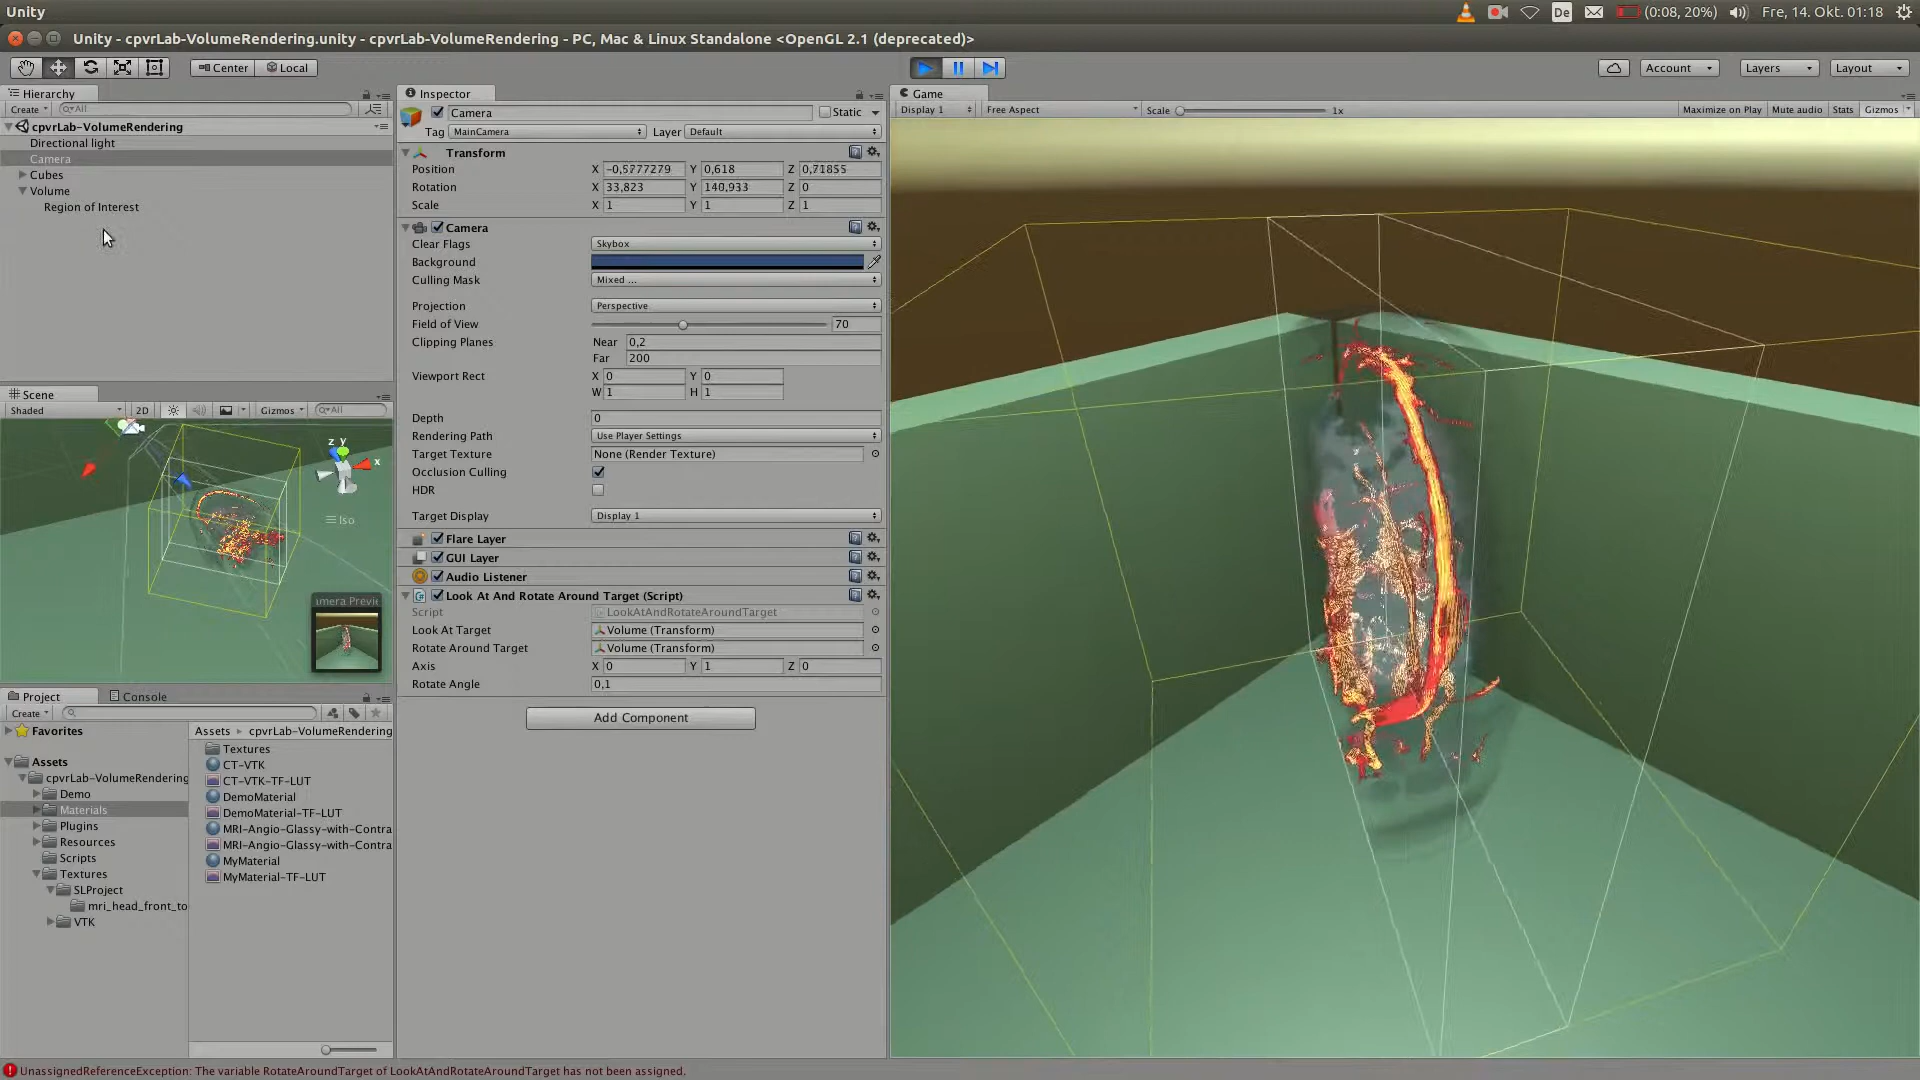 Unity
De
(0:08, 20%)
Fre, 14. Okt. 01:18
Unity - cpvrLab-VolumeRendering.unity - cpvrLab-VolumeRendering - PC, Mac & Linux Standalone <OpenGL 2.1 (deprecated)>
Center
Local
Account
Layers
Layout
Hierarchy
Create
All
cpvrLab-VolumeRendering
Directional light
Camera
Cubes
Volume
Region of Interest
Scene
Shaded
2D
Gizmos
All
z
y
x
Iso
amera Previe
Project
Console
Create
Favorites
Assets
cpvrLab-VolumeRendering
Demo
Materials
Plugins
Resources
Scripts
Textures
SLProject
mri_head_front_to
VTK
Assets
cpvrLab-VolumeRendering
Textures
CT-VTK
CT-VTK-TF-LUT
DemoMaterial
DemoMaterial-TF-LUT
MRI-Angio-Glassy-with-Contra
MRI-Angio-Glassy-with-Contra
MyMaterial
MyMaterial-TF-LUT
Inspector
Camera
Static
Tag
MainCamera
Layer
Default
Transform
Position
X
-0,5777279
Y
0,618
Z
0,71855
Rotation
X
33,823
Y
140,933
Z
0
Scale
X
1
Y
1
Z
1
Camera
Clear Flags
Skybox
Background
Culling Mask
Mixed ...
Projection
Perspective
Field of View
70
Clipping Planes
Near
0,2
Far
200
Viewport Rect
X
0
Y
0
W
1
H
1
Depth
0
Rendering Path
Use Player Settings
Target Texture
None (Render Texture)
Occlusion Culling
HDR
Target Display
Display 1
Flare Layer
GUI Layer
Audio Listener
Look At And Rotate Around Target (Script)
Script
LookAtAndRotateAroundTarget
Look At Target
Volume (Transform)
Rotate Around Target
Volume (Transform)
Axis
X
0
Y
1
Z
0
Rotate Angle
0,1
Add Component
Game
Display 1
Free Aspect
Scale
1x
Maximize on Play
Mute audio
Stats
Gizmos
UnassignedReferenceException: The variable RotateAroundTarget of LookAtAndRotateAroundTarget has not been assigned.